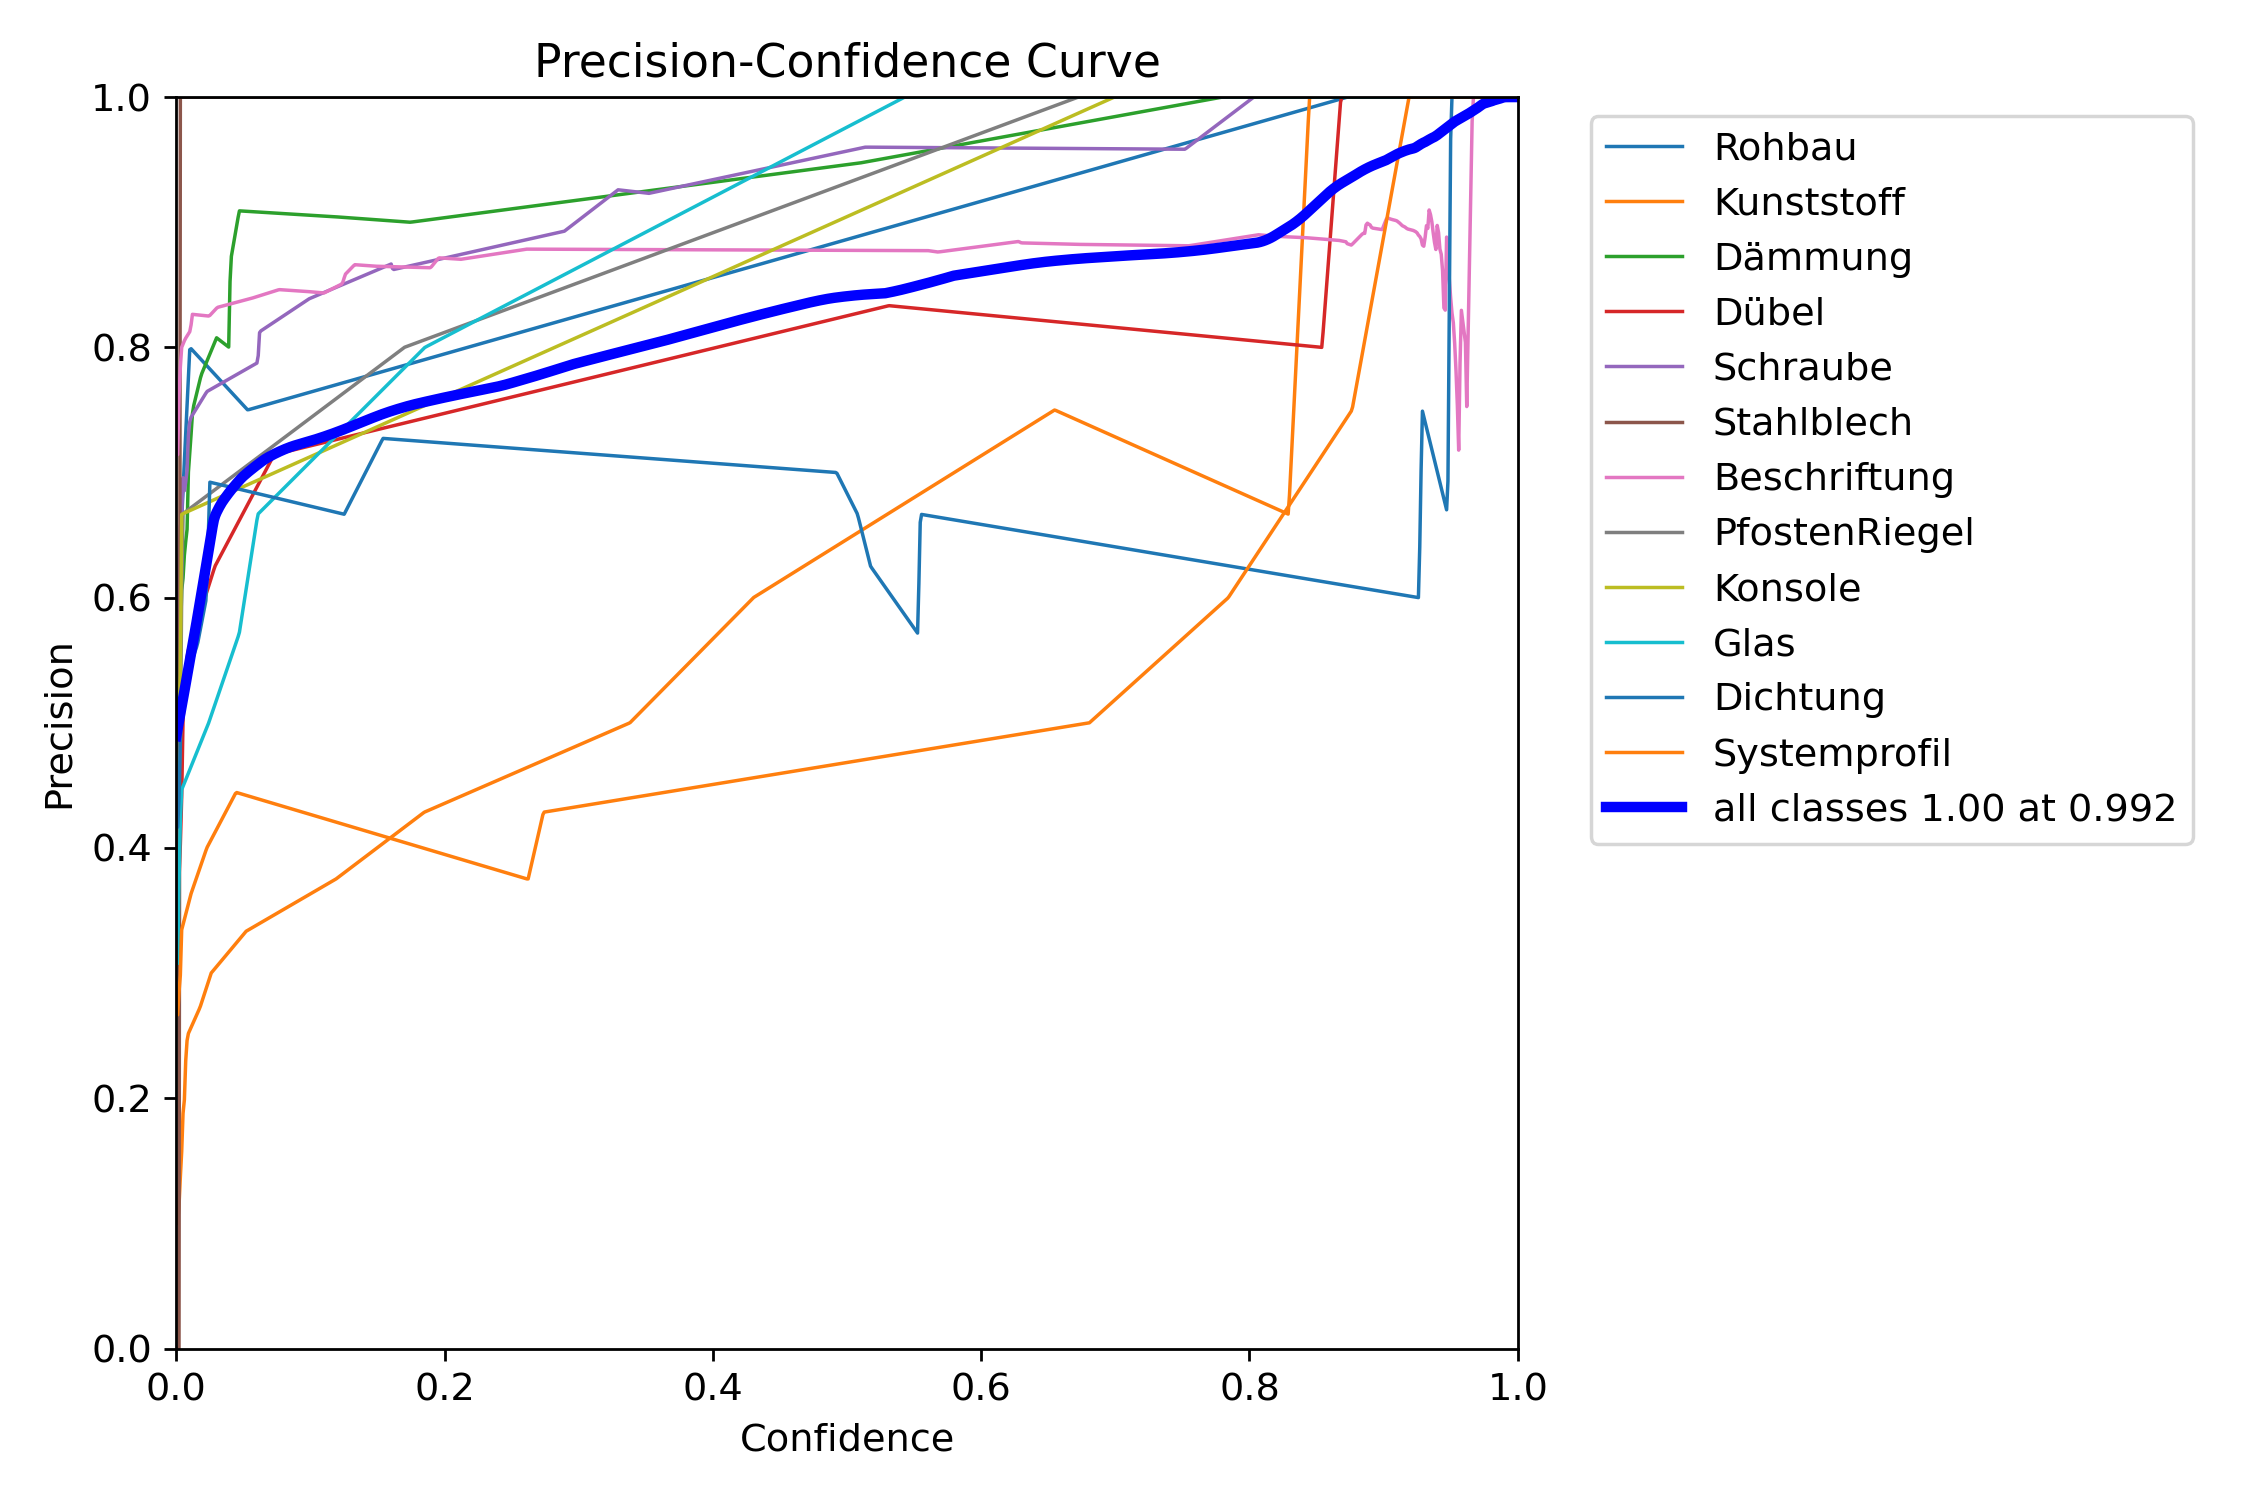 Precision-Confidence Curve
1.0
0.8
0.6
0.4
0.2
0.0
Precision
0.0 0.2 0.4 0.6 0.8 1.0
Confidence
Rohbau
Kunststoff
Dämmung
Dübel
Schraube
Stahlblech
Beschriftung
PfostenRiegel
Konsole
Glas
Dichtung
Systemprofil
all classes 1.00 at 0.992